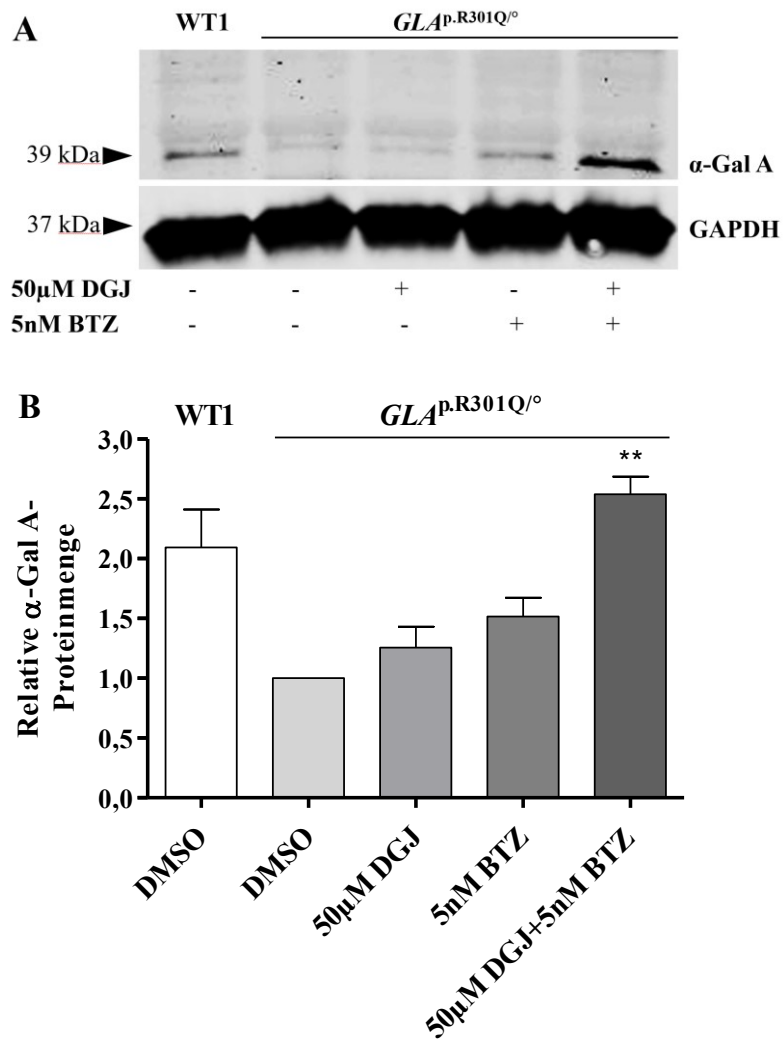 A
WT1 GLAp.R301Q/°
39 kDa α-Gal A
37 kDa GAPDH
50µM DGJ - - + - +
5nM BTZ - - - + +
B
WT1 GLAp.R301Q/°
3,0
**
2,5
2,0
1,5
1,0
0,5
0,0
Relative α-Gal A-
Proteinmenge
DMSO
DMSO
50µM DGJ
5nM BTZ
50µM DGJ+5nM BTZ